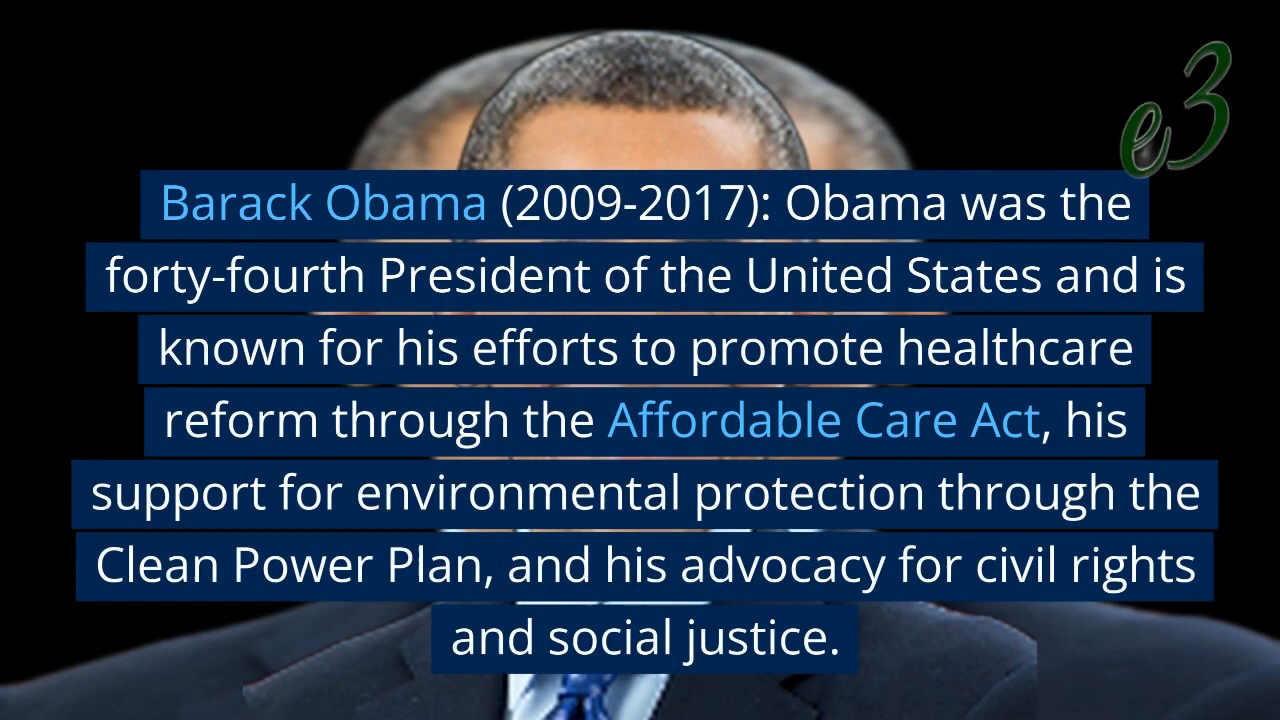 e3
Barack Obama (2009-2017): Obama was the
forty-fourth President of the United States and is
known for his efforts to promote healthcare
reform through the Affordable Care Act, his
support for environmental protection through the
Clean Power Plan, and his advocacy for civil rights
and social justice.